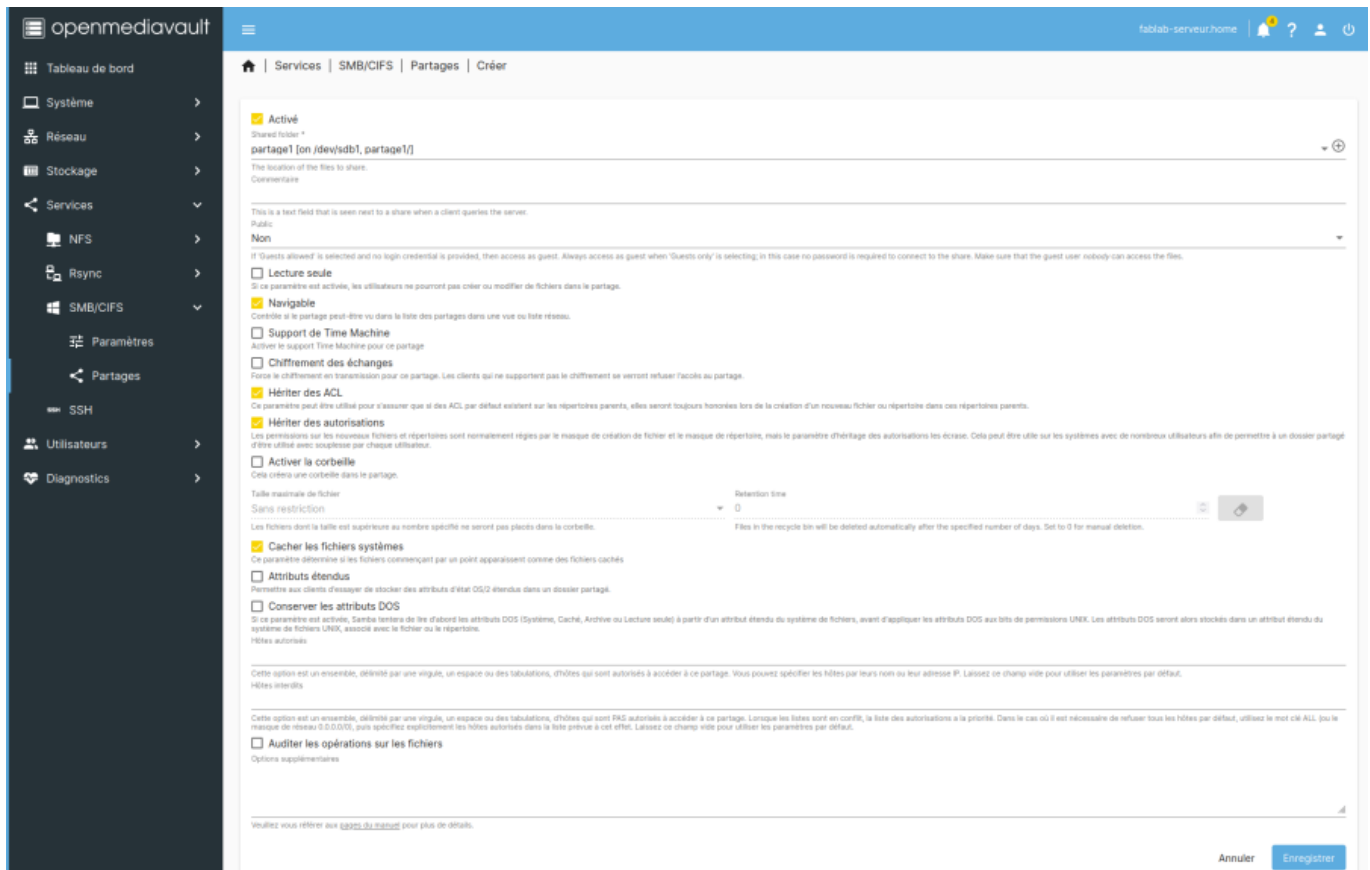 openmediavault
fablab-serveur.home
4
?
Tableau de bord
Système
Réseau
Stockage
Services
NFS
Rsync
SMB/CIFS
Paramètres
Partages
SSH
Utilisateurs
Diagnostics
| Services | SMB/CIFS | Partages | Créer
Activé
Shared folder *
partage1 [on /dev/sdb1, partage1/]
The location of the files to share.
Commentaire
This is a text field that is seen next to a share when a client queries the server.
Public
Non
If 'Guests allowed' is selected and no login credential is provided, then access as guest. Always access as guest when 'Guests only' is selecting; in this case no password is required to connect to the share. Make sure that the guest user nobody can access the files.
Lecture seule
Si ce paramètre est activée, les utilisateurs ne pourront pas créer ou modifier de fichiers dans le partage.
Navigable
Contrôle si le partage peut-être vu dans la liste des partages dans une vue ou liste réseau.
Support de Time Machine
Activer le support Time Machine pour ce partage
Chiffrement des échanges
Force le chiffrement en transmission pour ce partage. Les clients qui ne supportent pas le chiffrement se verront refuser l'accès au partage.
Hériter des ACL
Ce paramètre peut être utilisé pour s'assurer que si des ACL par défaut existent sur les répertoires parents, elles seront toujours honorées lors de la création d'un nouveau fichier ou répertoire dans ces répertoires parents.
Hériter des autorisations
Les permissions sur les nouveaux fichiers et répertoires sont normalement régies par le masque de création de fichier et le masque de répertoire, mais le paramètre d'héritage des autorisations les écrase. Cela peut être utile sur les systèmes avec de nombreux utilisateurs afin de permettre à un dossier partagé
d'être utilisé avec souplesse par chaque utilisateur.
Activer la corbeille
Cela créera une corbeille dans le partage.
Taille maximale de fichier
Sans restriction
Les fichiers dont la taille est supérieure au nombre spécifié ne seront pas placés dans la corbeille.
Retention time
0
Files in the recycle bin will be deleted automatically after the specified number of days. Set to 0 for manual deletion.
Cacher les fichiers systèmes
Ce paramètre détermine si les fichiers commençant par un point apparaissent comme des fichiers cachés
Attributs étendus
Permettre aux clients d'essayer de stocker des attributs d'état OS/2 étendus dans un dossier partagé.
Conserver les attributs DOS
Si ce paramètre est activée, Samba tentera de lire d'abord les attributs DOS (Système, Caché, Archive ou Lecture seule) à partir d'un attribut étendu du système de fichiers, avant d'appliquer les attributs DOS aux bits de permissions UNIX. Les attributs DOS seront alors stockés dans un attribut étendu du
système de fichiers UNIX, associé avec le fichier ou le répertoire.
Hôtes autorisés
Cette option est un ensemble, délimité par une virgule, un espace ou des tabulations, d'hôtes qui sont autorisés à accéder à ce partage. Vous pouvez spécifier les hôtes par leurs nom ou leur adresse IP. Laissez ce champ vide pour utiliser les paramètres par défaut.
Hôtes interdits
Cette option est un ensemble, délimité par une virgule, un espace ou des tabulations, d'hôtes qui sont PAS autorisés à accéder à ce partage. Lorsque les listes sont en conflit, la liste des autorisations a la priorité. Dans le cas où il est nécessaire de refuser tous les hôtes par défaut, utilisez le mot clé ALL (ou le
masque de réseau 0.0.0.0/0), puis spécifiez explicitement les hôtes autorisés dans la liste prévue à cet effet. Laissez ce champ vide pour utiliser les paramètres par défaut.
Auditer les opérations sur les fichiers
Options supplémentaires
Veuillez vous référer aux pages du manuel pour plus de détails.
Annuler
Enregistrer